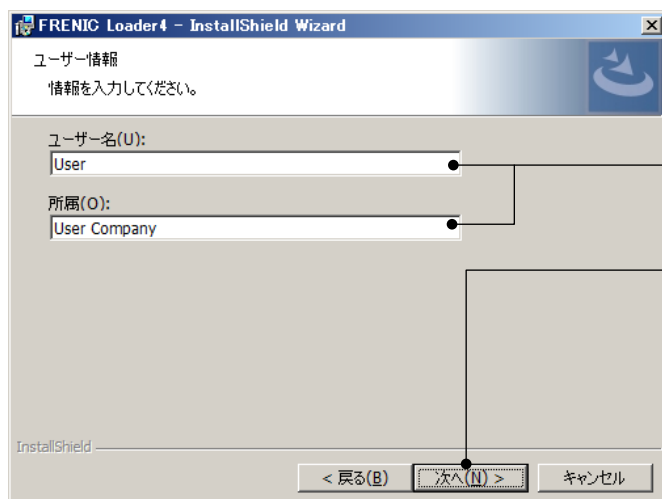 FRENIC Loader4 - InstallShield Wizard
ユーザー情報
情報を入力してください。
ユーザー名(U):
User
所属(O):
User Company
InstallShield
< 戻る(B) 次へ(N) > キャンセル